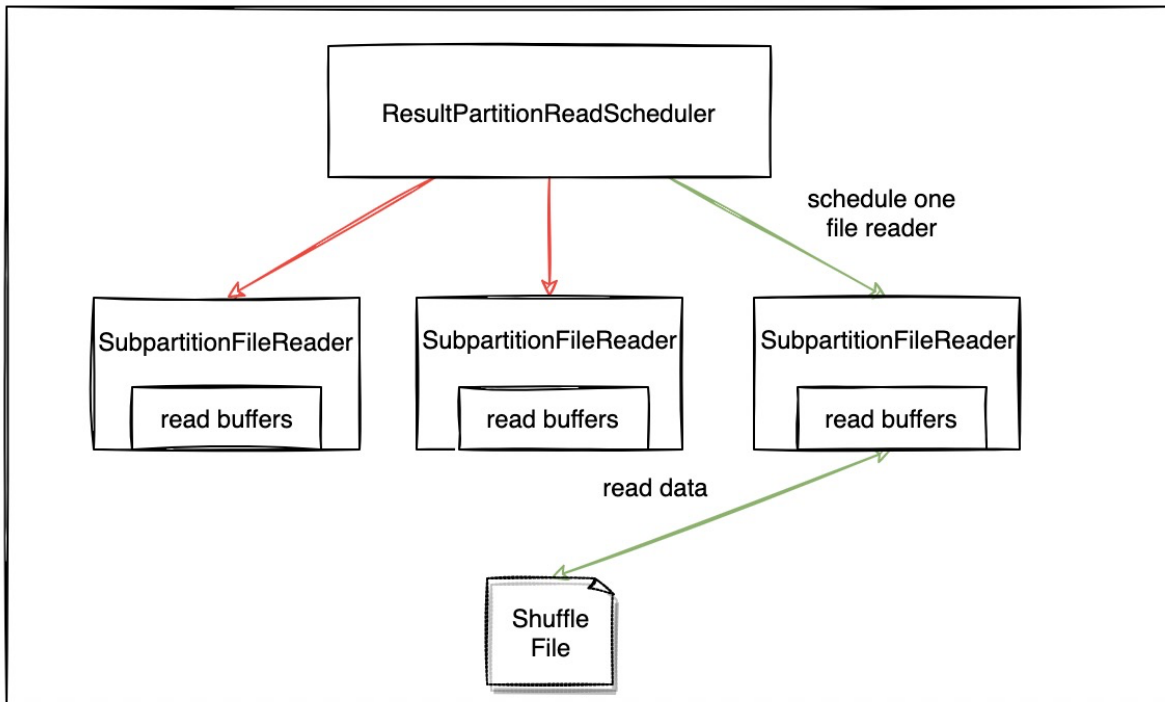 ResultPartitionReadScheduler
schedule one
file reader
SubpartitionFileReader
SubpartitionFileReader
SubpartitionFileReader
read buffers
read buffers
read buffers
read data
Shuffle
File